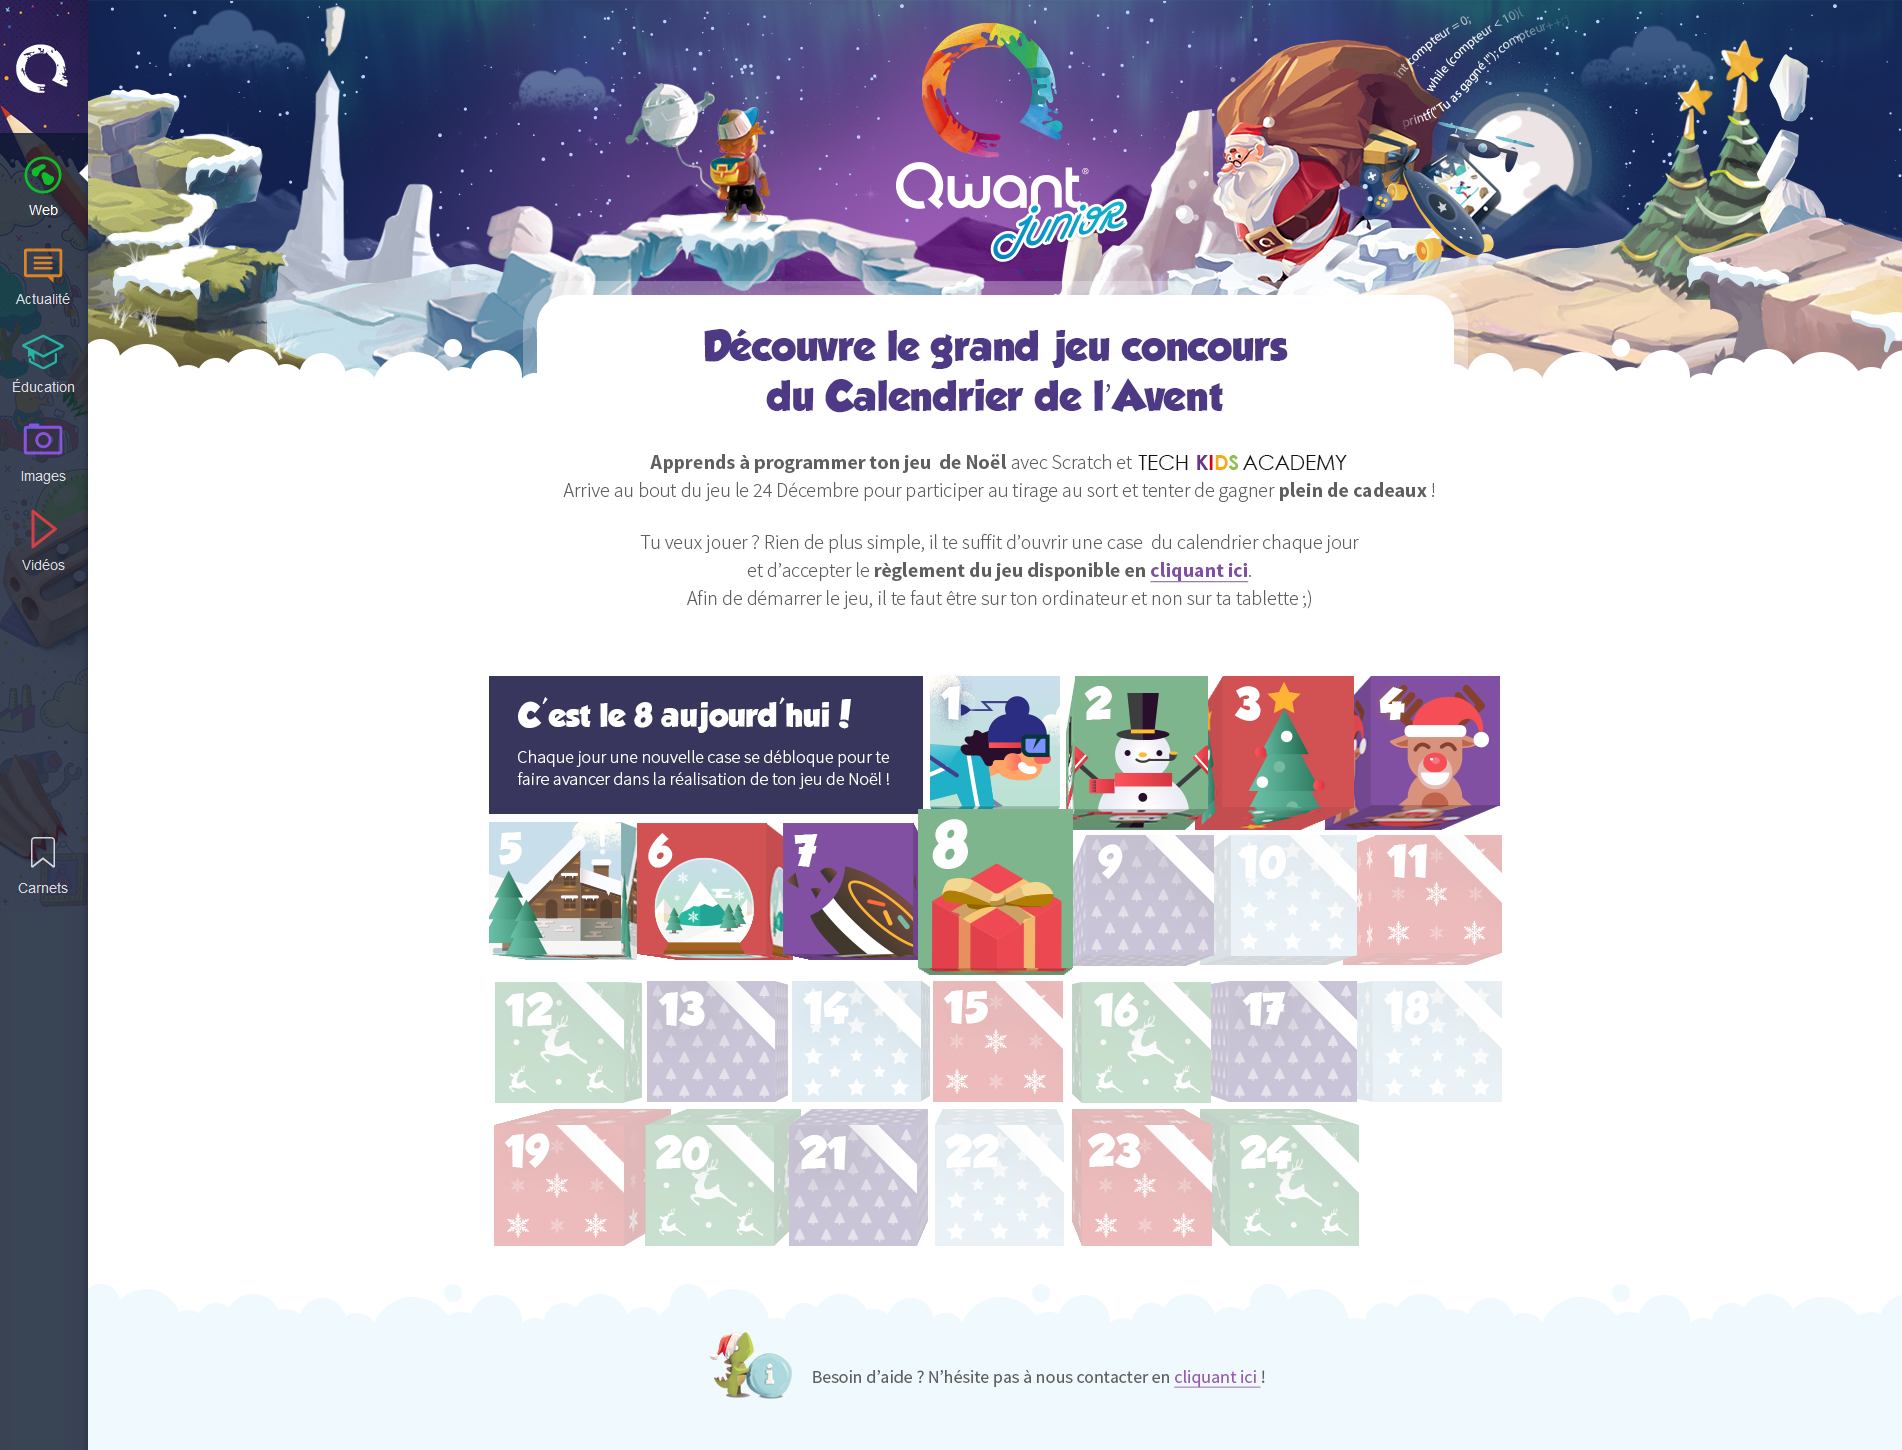 int compteur = 0;
while (compteur < 10){
printf("Tu as gagné !"); compteur++;}
Qwant®
junior
Web
Actualité
Éducation
Images
Vidéos
Carnets
Découvre le grand jeu concours
du Calendrier de l'Avent
Apprends à programmer ton jeu de Noël avec Scratch et TECH KIDS ACADEMY
Arrive au bout du jeu le 24 Décembre pour participer au tirage au sort et tenter de gagner plein de cadeaux !
Tu veux jouer ? Rien de plus simple, il te suffit d’ouvrir une case du calendrier chaque jour
et d’accepter le règlement du jeu disponible en cliquant ici.
Afin de démarrer le jeu, il te faut être sur ton ordinateur et non sur ta tablette ;)
C'est le 8 aujourd'hui !
Chaque jour une nouvelle case se débloque pour te
faire avancer dans la réalisation de ton jeu de Noël !
1 2 3 4
5 6 7 8 9 10 11
12 13 14 15 16 17 18
19 20 21 22 23 24
i
Besoin d’aide ? N’hésite pas à nous contacter en cliquant ici !